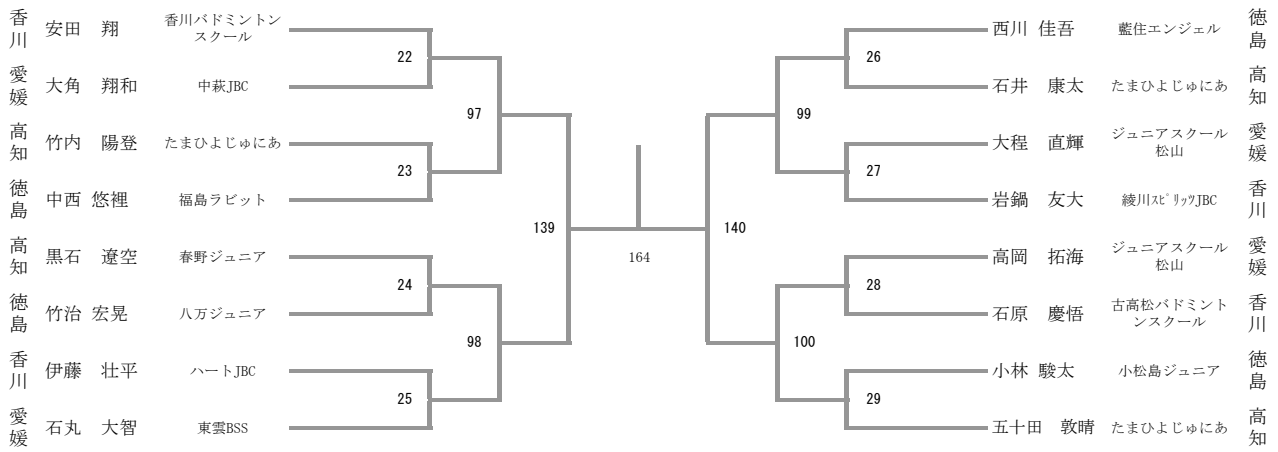 香川 安田　翔 香川バドミントン
スクール
22
愛媛 大角　翔和 中萩JBC
97
高知 竹内　陽登 たまひよじゅにあ
23
徳島 中西 悠裡 福島ラビット
139
高知 黒石　遼空 春野ジュニア
24
徳島 竹治 宏晃 八万ジュニア
98
香川 伊藤　壮平 ハートJBC
25
愛媛 石丸　大智 東雲BSS
164
西川 佳吾 藍住エンジェル 徳島
26
石井　康太 たまひよじゅにあ 高知
99
大程　直輝 ジュニアスクール
松山 愛媛
27
岩鍋　友大 綾川ｽﾋﾟﾘｯﾂJBC 香川
140
高岡　拓海 ジュニアスクール
松山 愛媛
28
石原　慶悟 古高松バドミント
ンスクール 香川
100
小林 駿太 小松島ジュニア 徳島
29
五十田　敦晴 たまひよじゅにあ 高知